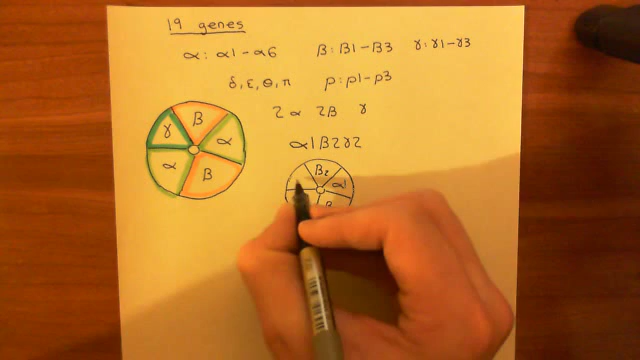 19 genes
α: α1-α6 β: β1-β3 γ: γ1-γ3
δ, ε, θ, π ρ: ρ1-ρ3
2α 2β γ
α1β2γ2
β
γ α
α β
β2
α1
β